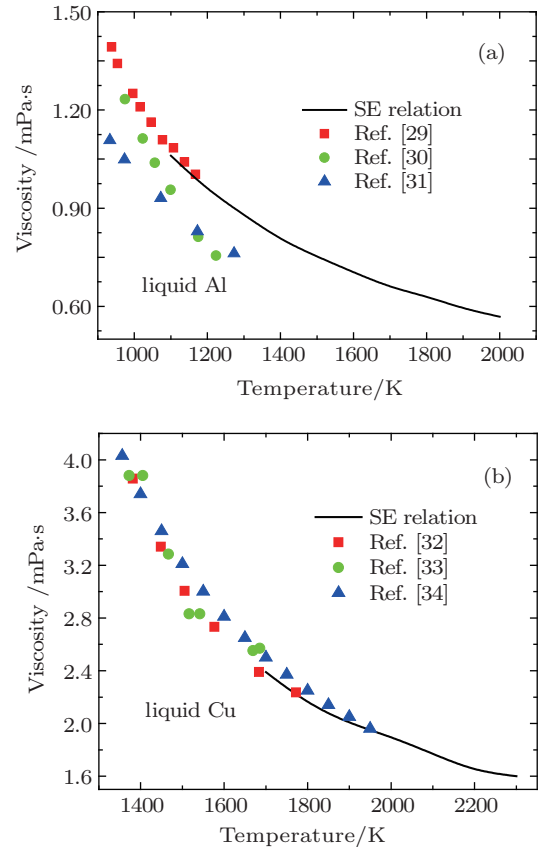 1.50
(a)
SE relation
1.20
Ref. [29]
Ref. [30]
Ref. [31]
Viscosity /mPa·s
0.90
liquid Al
0.60
1000 1200 1400 1600 1800 2000
Temperature/K
4.0
(b)
SE relation
3.6
Ref. [32]
Ref. [33]
3.2
Ref. [34]
Viscosity /mPa·s
2.8
2.4
liquid Cu
2.0
1.6
1400 1600 1800 2000 2200
Temperature/K